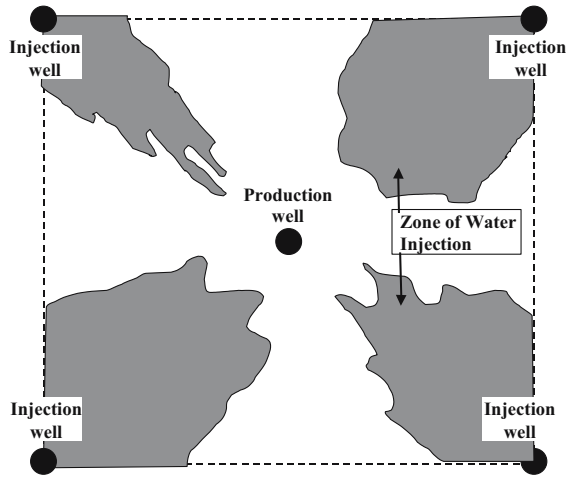 Injection
well
Injection
well
Production
well
Zone of Water
Injection
Injection
well
Injection
well